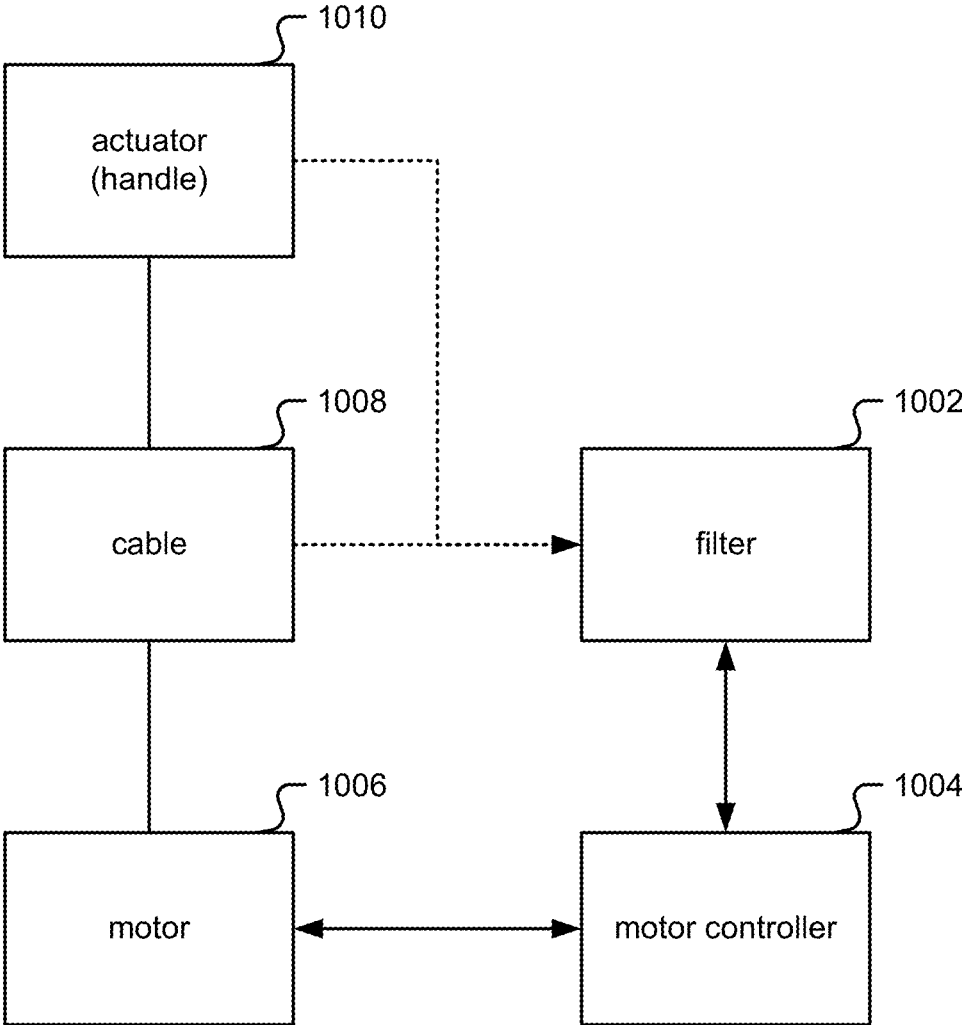 1010
actuator
(handle)
1008
cable
1002
filter
1006
motor
1004
motor controller